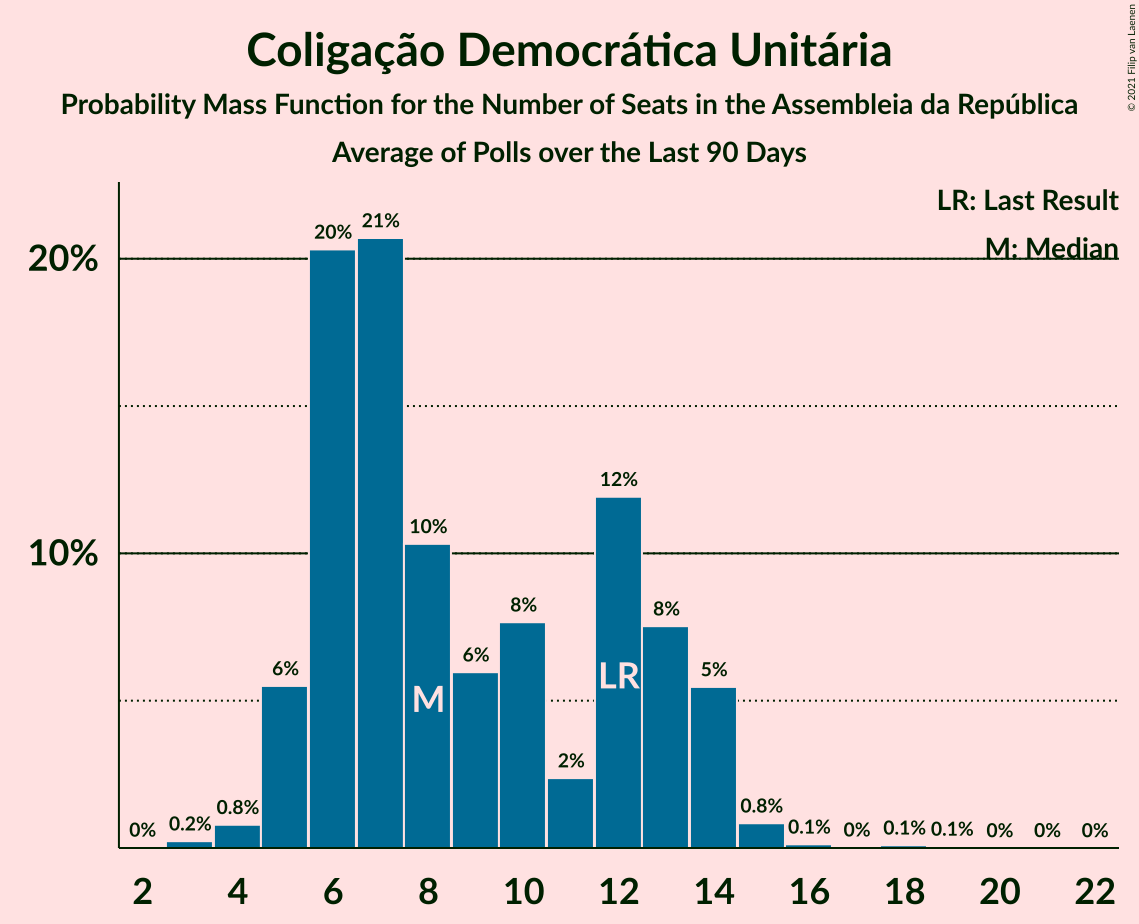 Coligação Democrática Unitária
Probability Mass Function for the Number of Seats in the Assembleia da República
Average of Polls over the Last 90 Days
© 2021 Filip van Laenen
LR: Last Result
M: Median
20%
10%
0%
0.2%
0.8%
6%
20%
21%
10%
6%
8%
2%
12%
8%
5%
0.8%
0.1%
0%
0.1%
0.1%
0%
0%
0%
M
LR
2 4 6 8 10 12 14 16 18 20 22